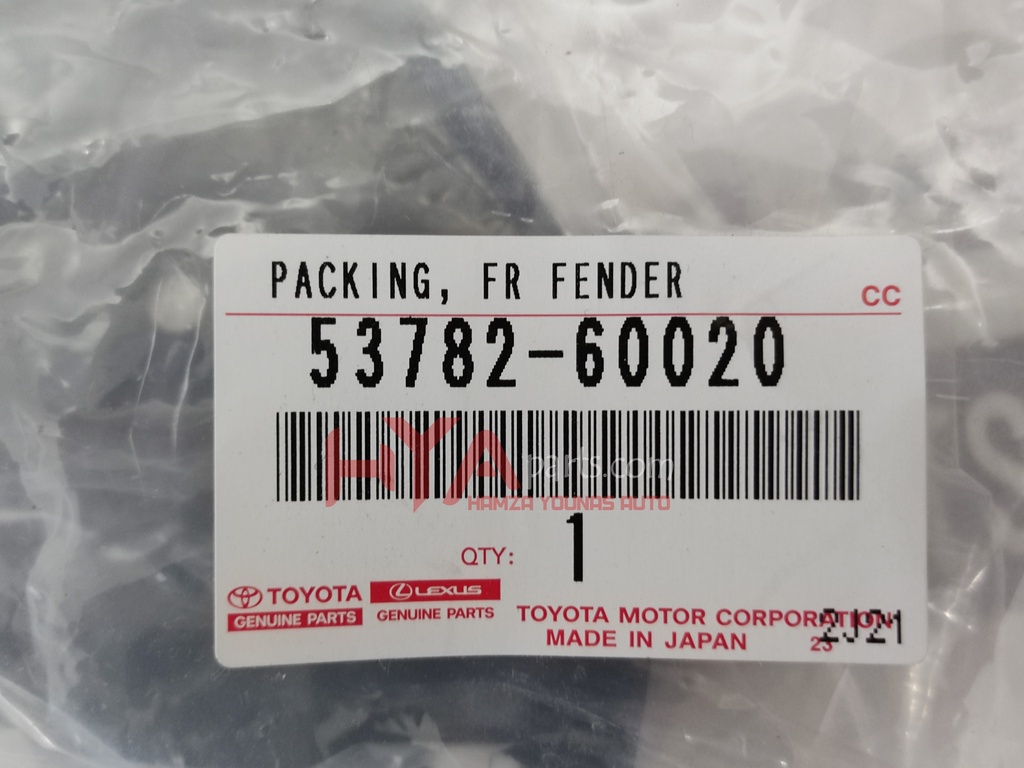 PACKING, FR FENDER
CC
53782-60020
HYA parts.com
HAMZA YOUNAS AUTO
QTY: 1
TOYOTA
GENUINE PARTS
LEXUS
GENUINE PARTS
TOYOTA MOTOR CORPORATION
MADE IN JAPAN
23
2J21